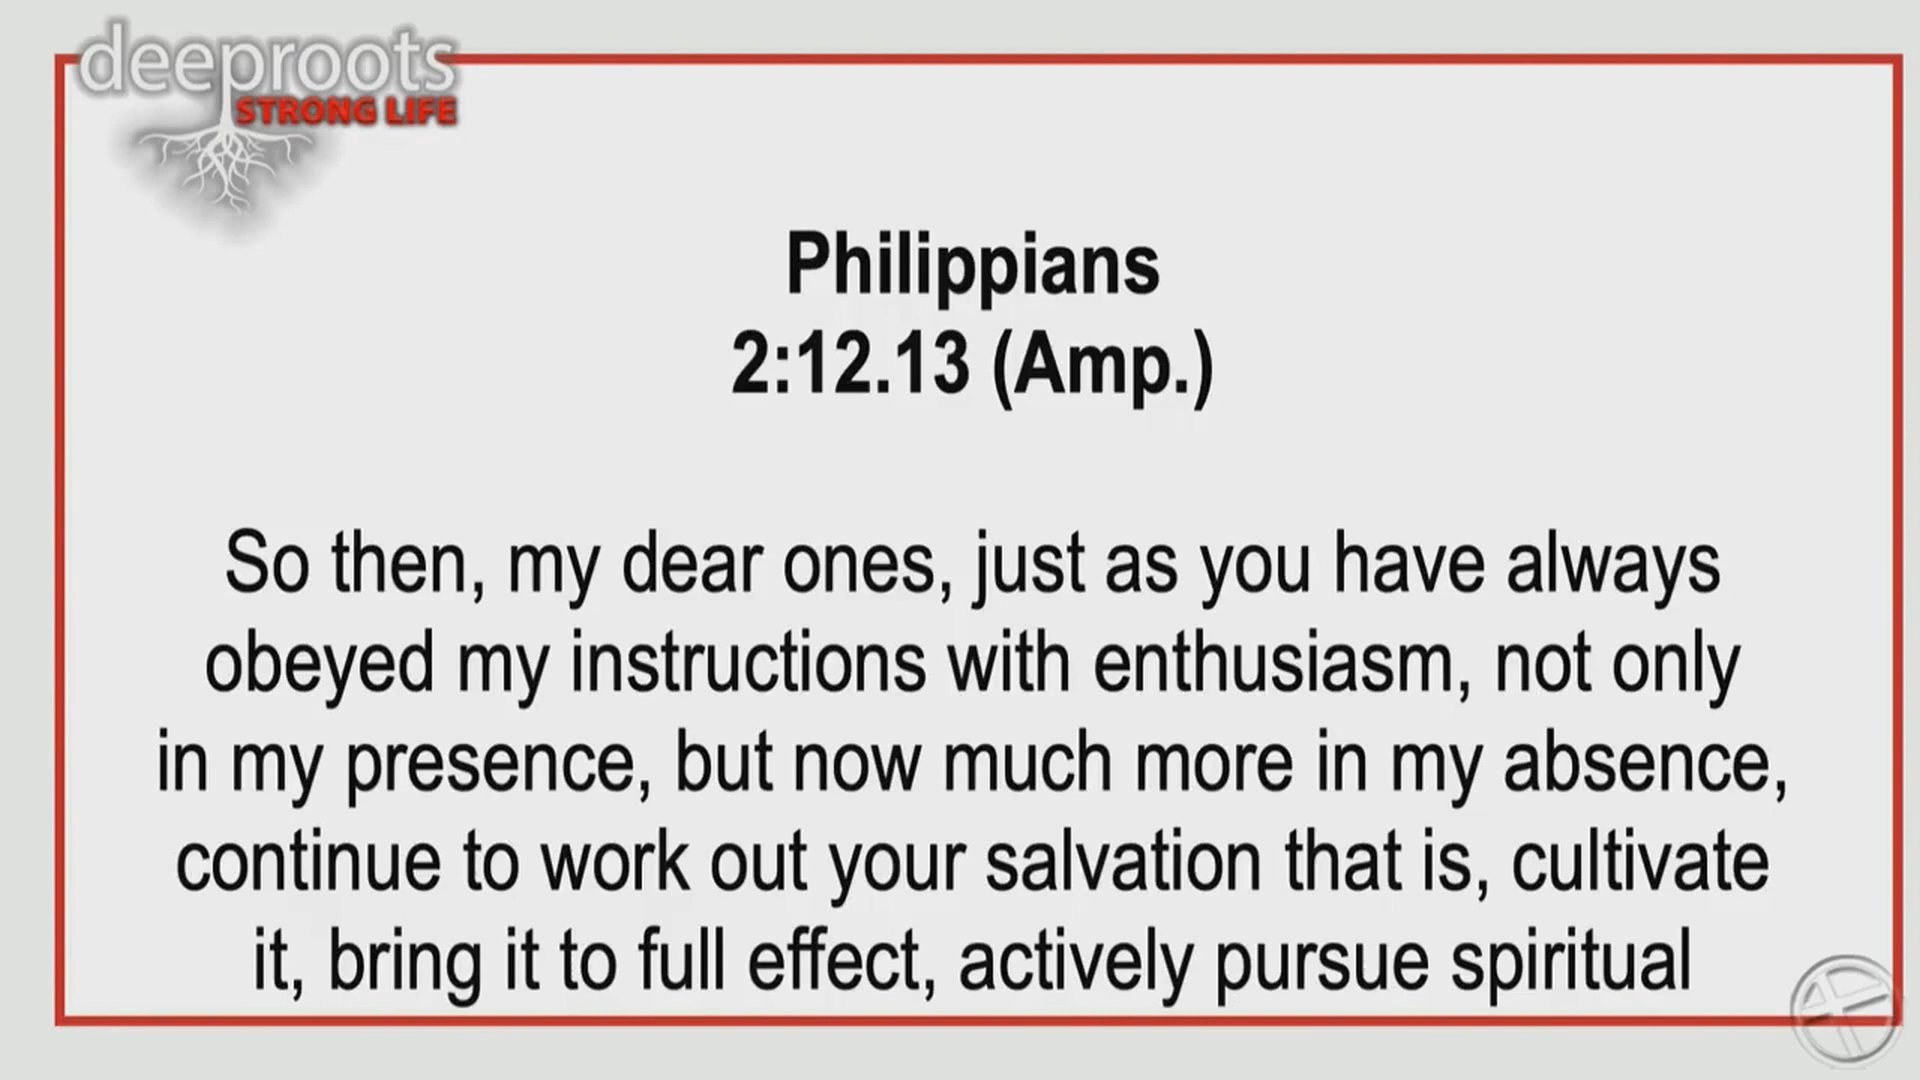 deeproots
STRONG LIFE
Philippians
2:12.13 (Amp.)
So then, my dear ones, just as you have always
obeyed my instructions with enthusiasm, not only
in my presence, but now much more in my absence,
continue to work out your salvation that is, cultivate
it, bring it to full effect, actively pursue spiritual